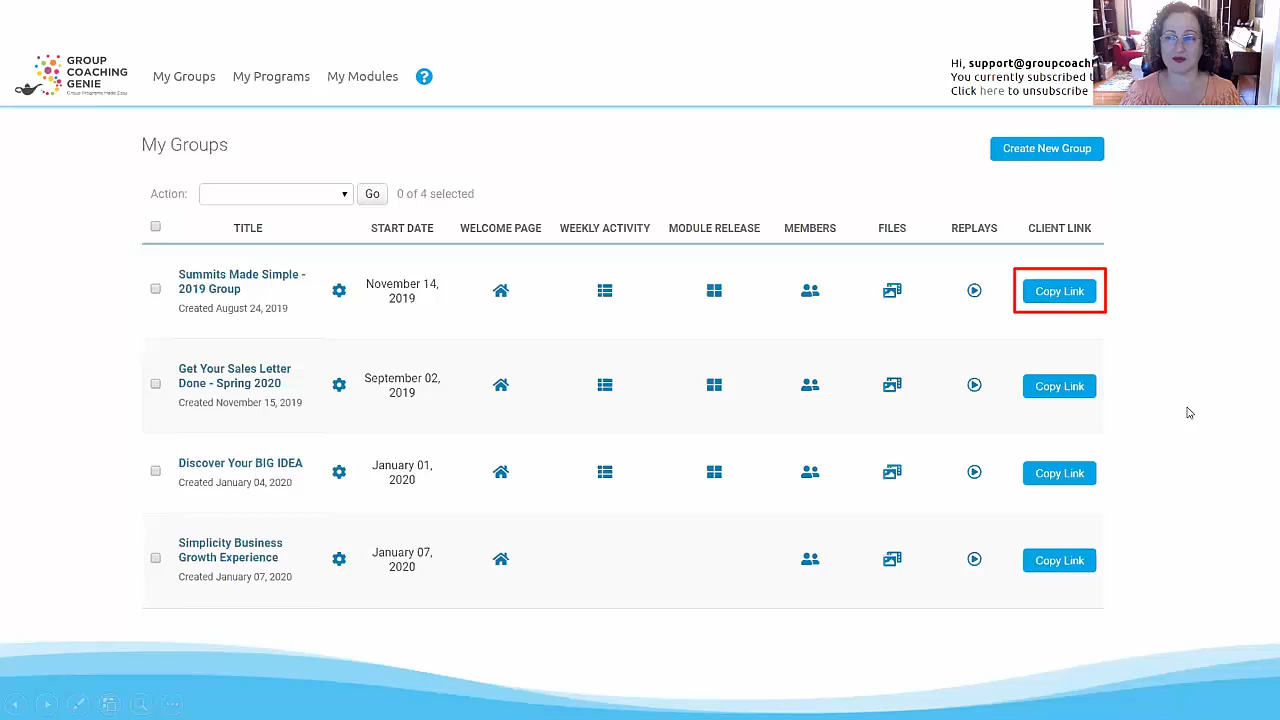 GROUP
COACHING
GENIE
Group Programs Made Easy
My Groups My Programs My Modules ?
Hi, support@groupcoach
You currently subscribed t
Click here to unsubscribe
My Groups
Create New Group
Action: Go 0 of 4 selected
TITLE START DATE WELCOME PAGE WEEKLY ACTIVITY MODULE RELEASE MEMBERS FILES REPLAYS CLIENT LINK
Summits Made Simple -
2019 Group
Created August 24, 2019
November 14,
2019
Copy Link
Get Your Sales Letter
Done - Spring 2020
Created November 15, 2019
September 02,
2019
Copy Link
Discover Your BIG IDEA
Created January 04, 2020
January 01,
2020
Copy Link
Simplicity Business
Growth Experience
Created January 07, 2020
January 07,
2020
Copy Link